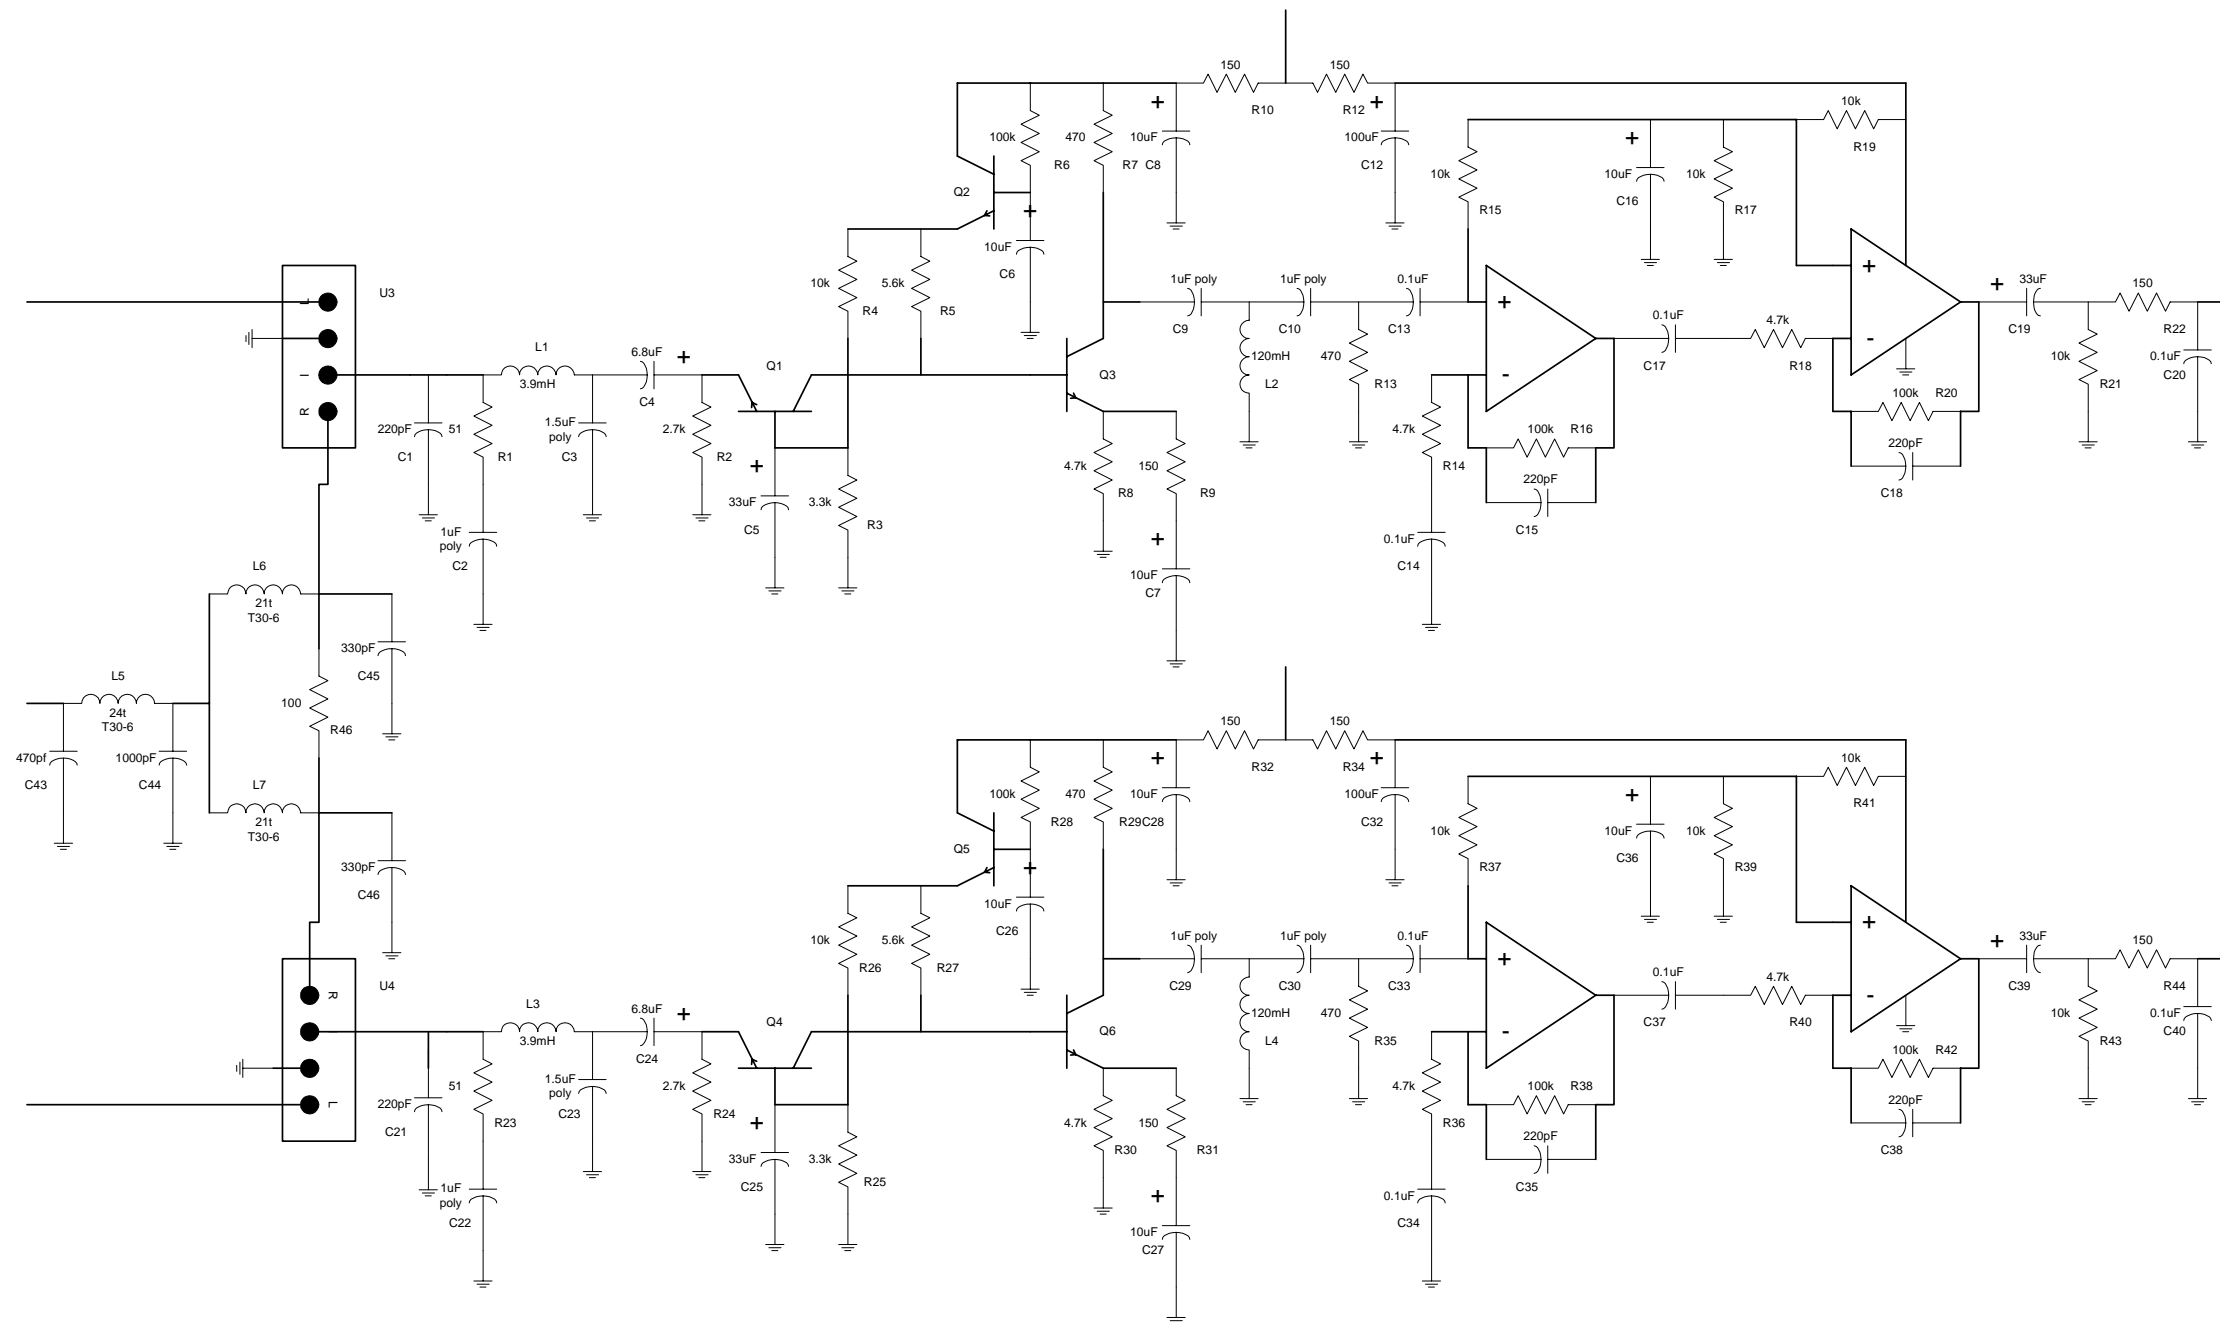 150
R10
150
R12
+
100uF
C12
10k
R19
100k
R6
470
R7
+
10uF
C8
Q2
+
10uF
C6
10k
R15
+
10uF
C16
10k
R17
U3
L
I
R
10k
R4
5.6k
R5
1uF poly
C9
1uF poly
C10
0.1uF
C13
120mH
L2
470
R13
+
-
0.1uF
C17
4.7k
R18
+
-
+
33uF
C19
150
R22
10k
R21
0.1uF
C20
100k
R20
220pF
C18
L1
3.9mH
6.8uF
+
C4
Q1
Q3
220pF
C1
51
R1
1.5uF
poly
C3
2.7k
R2
+
33uF
C5
3.3k
R3
4.7k
R8
150
R9
+
10uF
C7
4.7k
R14
100k
R16
220pF
C15
0.1uF
C14
1uF
poly
C2
L6
21t
T30-6
330pF
C45
L5
24t
T30-6
100
R46
470pf
C43
1000pF
C44
L7
21t
T30-6
330pF
C46
150
R32
150
R34
+
100uF
C32
10k
R41
100k
R28
470
R29
+
10uF
C28
Q5
+
10uF
C26
10k
R37
+
10uF
C36
10k
R39
U4
R
L
10k
R26
5.6k
R27
1uF poly
C29
1uF poly
C30
0.1uF
C33
120mH
L4
470
R35
+
-
0.1uF
C37
4.7k
R40
+
-
+
33uF
C39
150
R44
10k
R43
0.1uF
C40
100k
R42
220pF
C38
L3
3.9mH
6.8uF
+
C24
Q4
Q6
220pF
C21
51
R23
1.5uF
poly
C23
2.7k
R24
+
33uF
C25
3.3k
R25
4.7k
R30
150
R31
+
10uF
C27
4.7k
R36
100k
R38
220pF
C35
0.1uF
C34
1uF
poly
C22